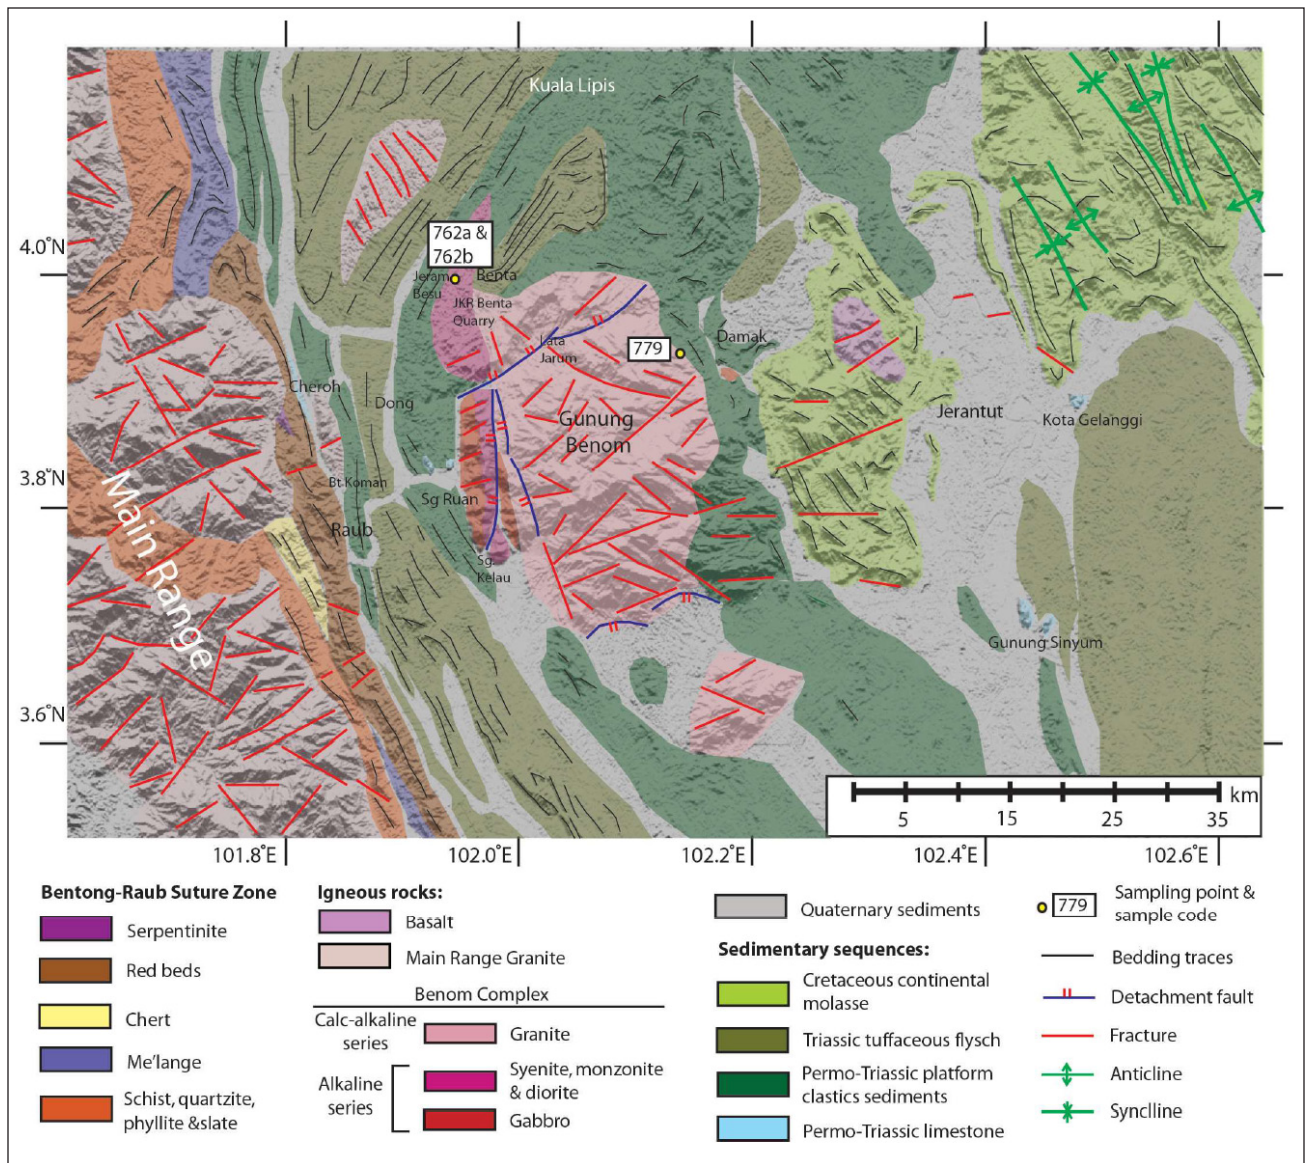 Kuala Lipis
762a &
762b
4.0°N
Jeram
Besu
Benta
JKR Benta
Quarry
Lata
Jarum
779
Damak
Cheroh
Dong
Gunung
Benom
Jerantut
Kota Gelanggi
3.8°N
Main Range
Bt Koman
Sg Ruan
Raub
Sg.
Kelau
Gunung Sinyum
3.6°N
km
5
15
25
35
101.8°E
102.0°E
102.2°E
102.4°E
102.6°E
Bentong-Raub Suture Zone
Serpentinite
Red beds
Chert
Me'lange
Schist, quartzite,
phyllite &slate
Igneous rocks:
Basalt
Main Range Granite
Benom Complex
Calc-alkaline
series
Granite
Alkaline
series
Syenite, monzonite
& diorite
Gabbro
Quaternary sediments
Sedimentary sequences:
Cretaceous continental
molasse
Triassic tuffaceous flysch
Permo-Triassic platform
clastics sediments
Permo-Triassic limestone
779
Sampling point &
sample code
Bedding traces
Detachment fault
Fracture
Anticline
Synclline